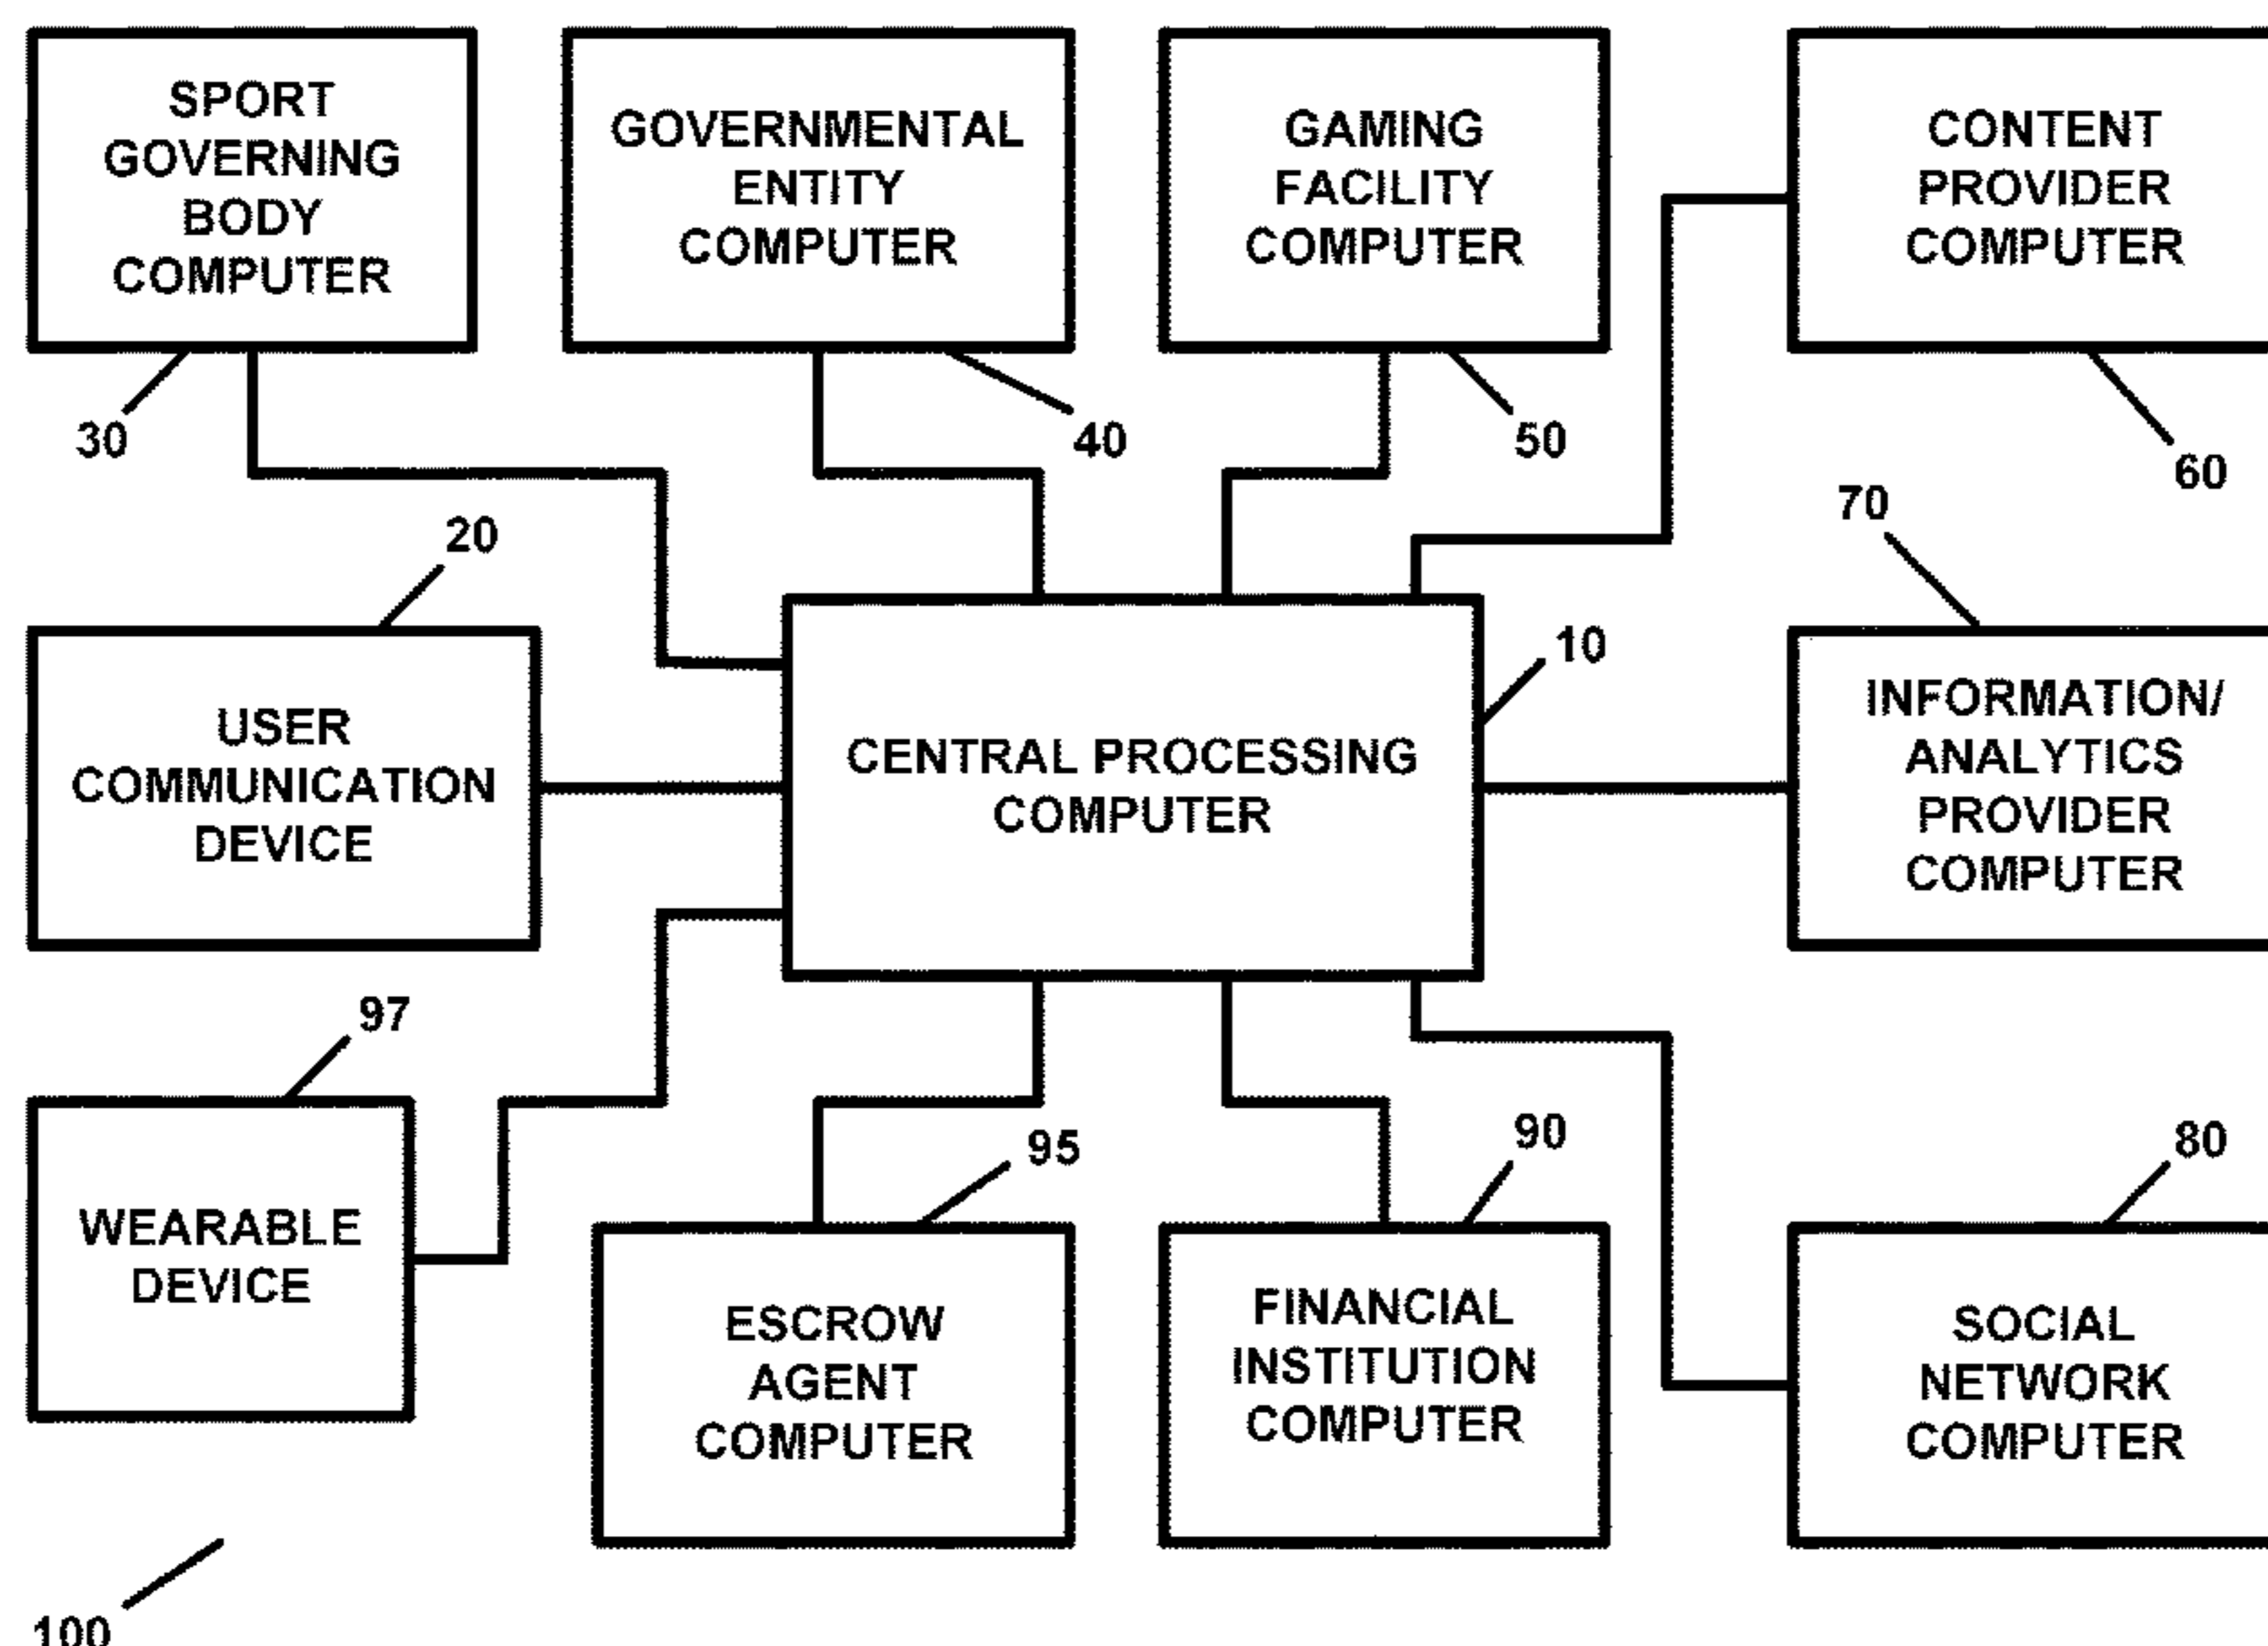 SPORT
GOVERNING
BODY
COMPUTER
GOVERNMENTAL
ENTITY
COMPUTER
GAMING
FACILITY
COMPUTER
CONTENT
PROVIDER
COMPUTER
30
40
50
60
20
70
10
USER
COMMUNICATION
DEVICE
CENTRAL PROCESSING
COMPUTER
INFORMATION/
ANALYTICS
PROVIDER
COMPUTER
97
95
90
80
WEARABLE
DEVICE
ESCROW
AGENT
COMPUTER
FINANCIAL
INSTITUTION
COMPUTER
SOCIAL
NETWORK
COMPUTER
100